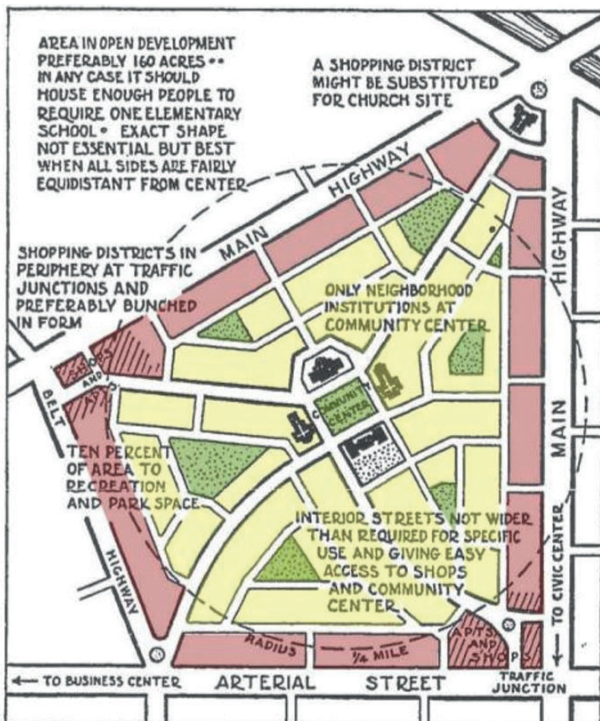 AREA IN OPEN DEVELOPMENT
PREFERABLY 160 ACRES ••
IN ANY CASE IT SHOULD
HOUSE ENOUGH PEOPLE TO
REQUIRE ONE ELEMENTARY
SCHOOL • EXACT SHAPE
NOT ESSENTIAL BUT BEST
WHEN ALL SIDES ARE FAIRLY
EQUIDISTANT FROM CENTER
A SHOPPING DISTRICT
MIGHT BE SUBSTITUTED
FOR CHURCH SITE
MAIN HIGHWAY
HIGHWAY
MAIN
SHOPPING DISTRICTS IN
PERIPHERY AT TRAFFIC
JUNCTIONS AND
PREFERABLY BUNCHED
IN FORM
ONLY NEIGHBORHOOD
INSTITUTIONS AT
COMMUNITY CENTER
SHOPS
AND
APTS
BELT
HIGHWAY
COMMUNITY
CENTER
TEN PERCENT
OF AREA TO
RECREATION
AND PARK SPACE
INTERIOR STREETS NOT WIDER
THAN REQUIRED FOR SPECIFIC
USE AND GIVING EASY
ACCESS TO SHOPS
AND COMMUNITY
CENTER
TO CIVIC CENTER
APTS
AND
SHOPS
RADIUS 1/4 MILE
TO BUSINESS CENTER
ARTERIAL STREET
TRAFFIC
JUNCTION